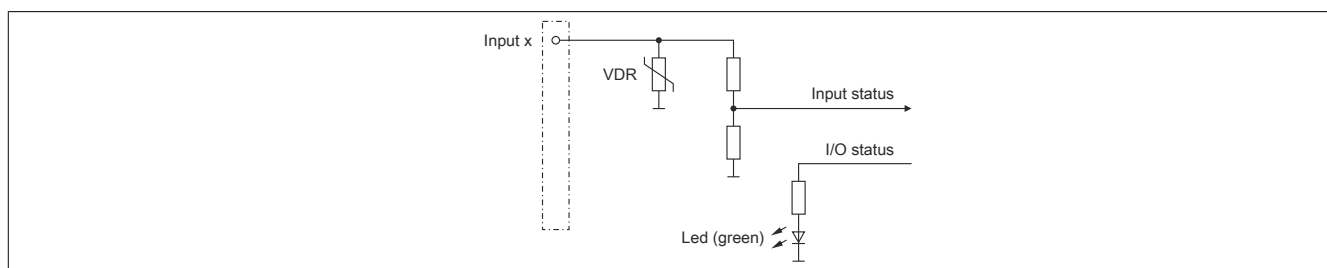 Input x
VDR
Input status
I/O status
Led (green)